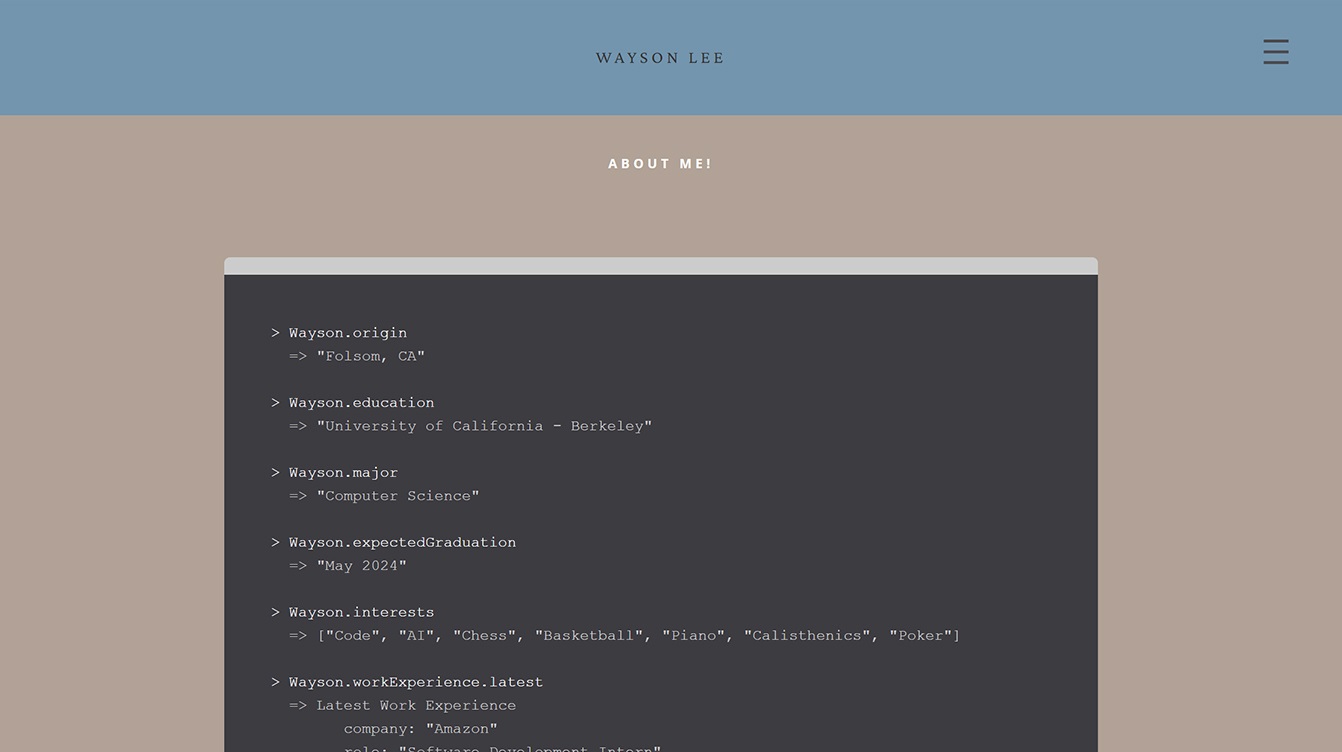 WAYSON LEE
ABOUT ME!
> Wayson.origin
=> "Folsom, CA"
> Wayson.education
=> "University of California - Berkeley"
> Wayson.major
=> "Computer Science"
> Wayson.expectedGraduation
=> "May 2024"
> Wayson.interests
=> ["Code", "AI", "Chess", "Basketball", "Piano", "Calisthenics", "Poker"]
> Wayson.workExperience.latest
=> Latest Work Experience
company: "Amazon"
role: "Software Development Intern"